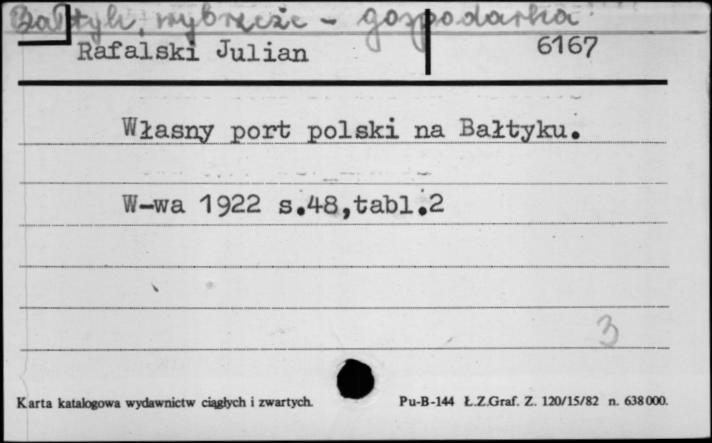 Bałtyk, wybrzeże - gospodarka
Rafalski Julian 6167
Własny port polski na Bałtyku.
W-wa 1922 s.48,tabl.2
3
Karta katalogowa wydawnictw ciągłych i zwartych. Pu-B-144 Ł.Z.Graf. Z. 120/15/82 n. 638000.